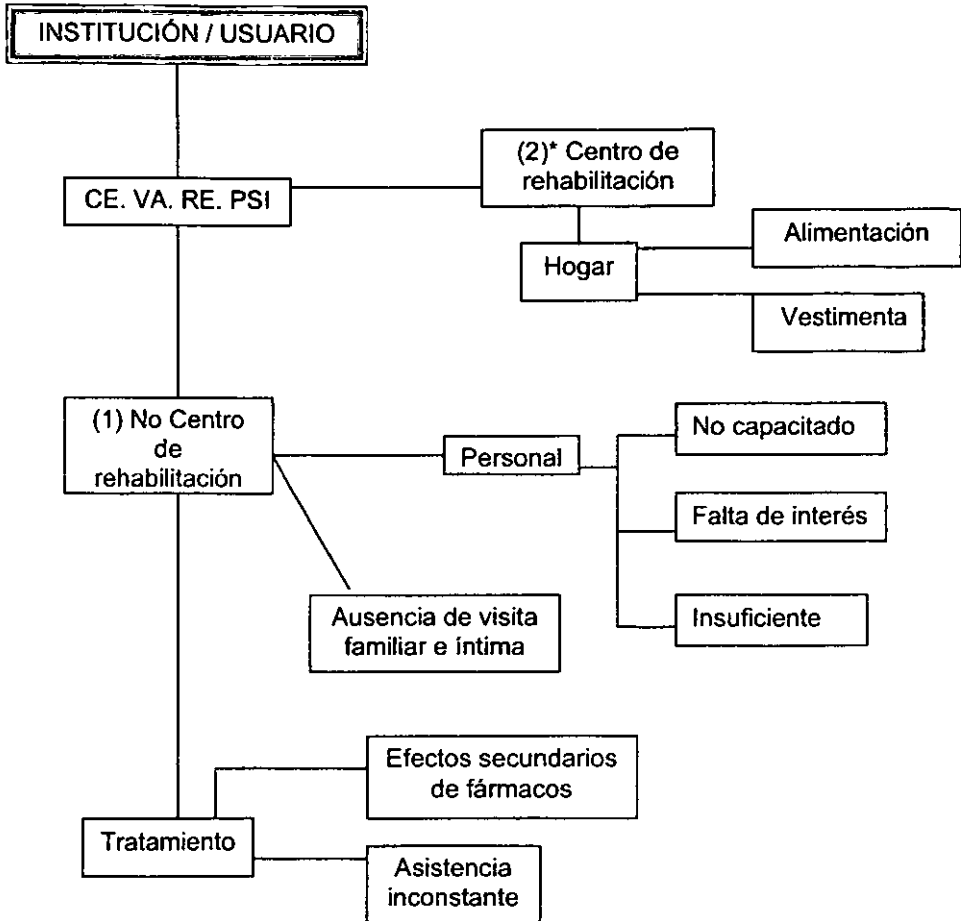 INSTITUCIÓN / USUARIO
(2)* Centro de
rehabilitación
CE. VA. RE. PSI
Alimentación
Hogar
Vestimenta
(1) No Centro
de
rehabilitación
No capacitado
Personal
Falta de interés
Insuficiente
Ausencia de visita
familiar e íntima
Efectos secundarios
de fármacos
Tratamiento
Asistencia
inconstante